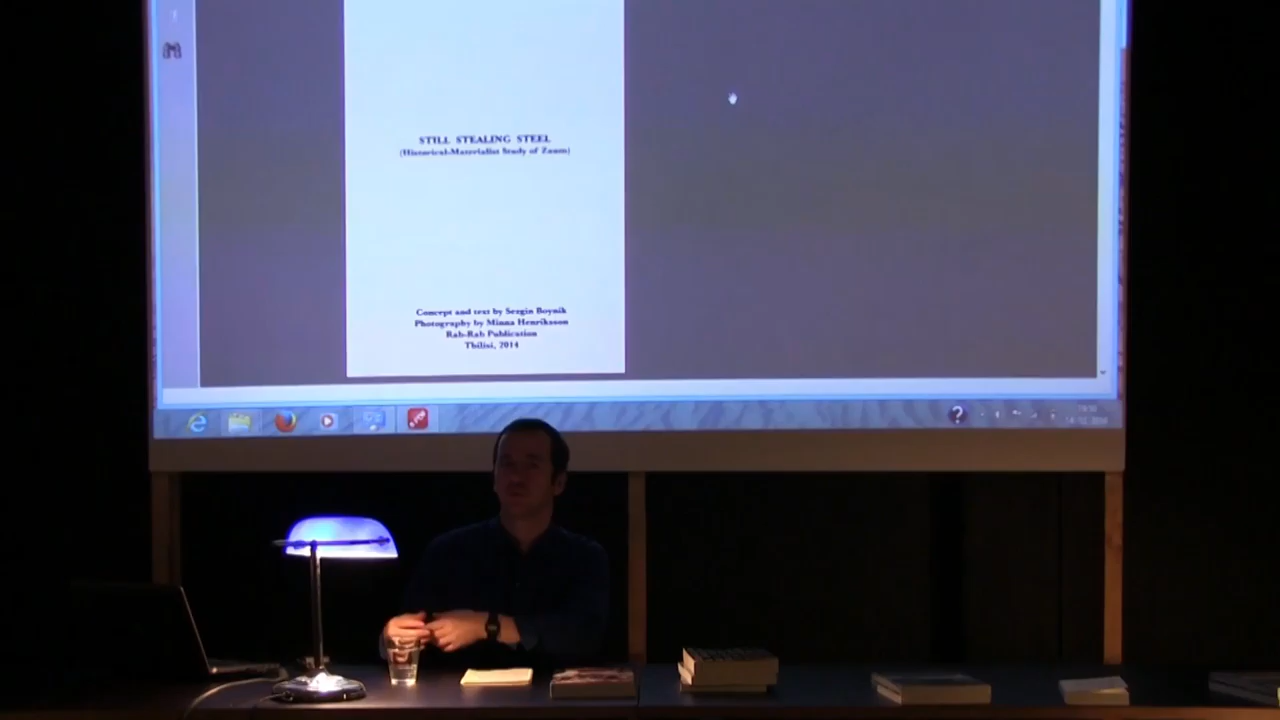 STILL STEALING STEEL
(Historical-Materialist Study of Zaum)
Concept and text by Sezgin Boynik
Photography by Minna Henriksson
Rab-Rab Publication
Tbilisi, 2014